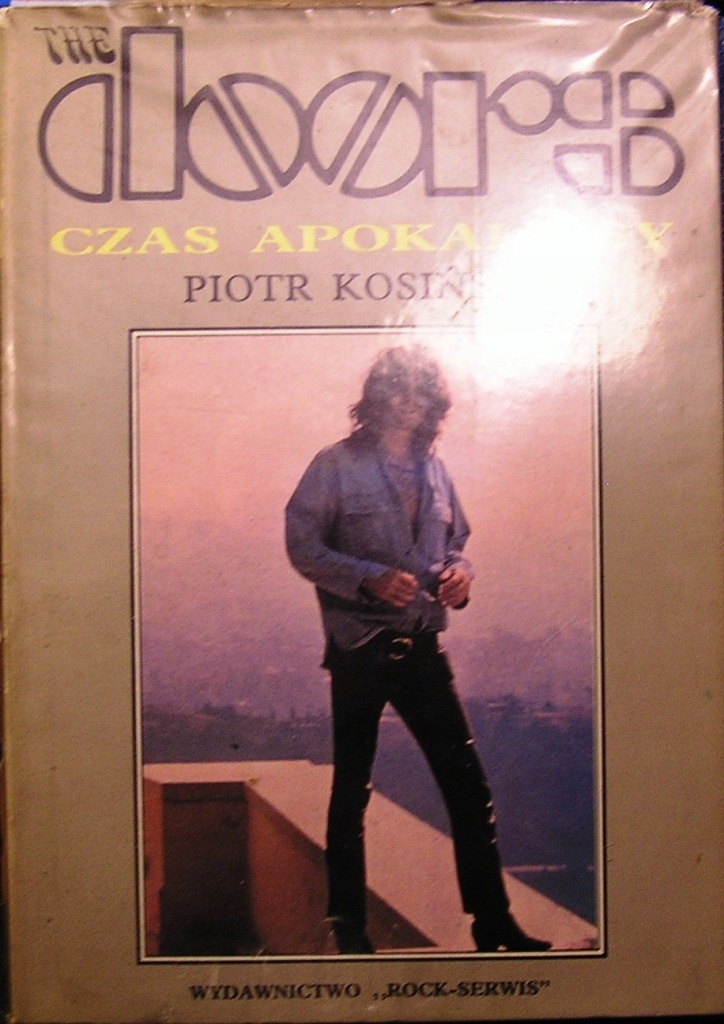 THE
doors
CZAS
PIOTR
WYDAWNICTWO „ROCK-SERWIS”